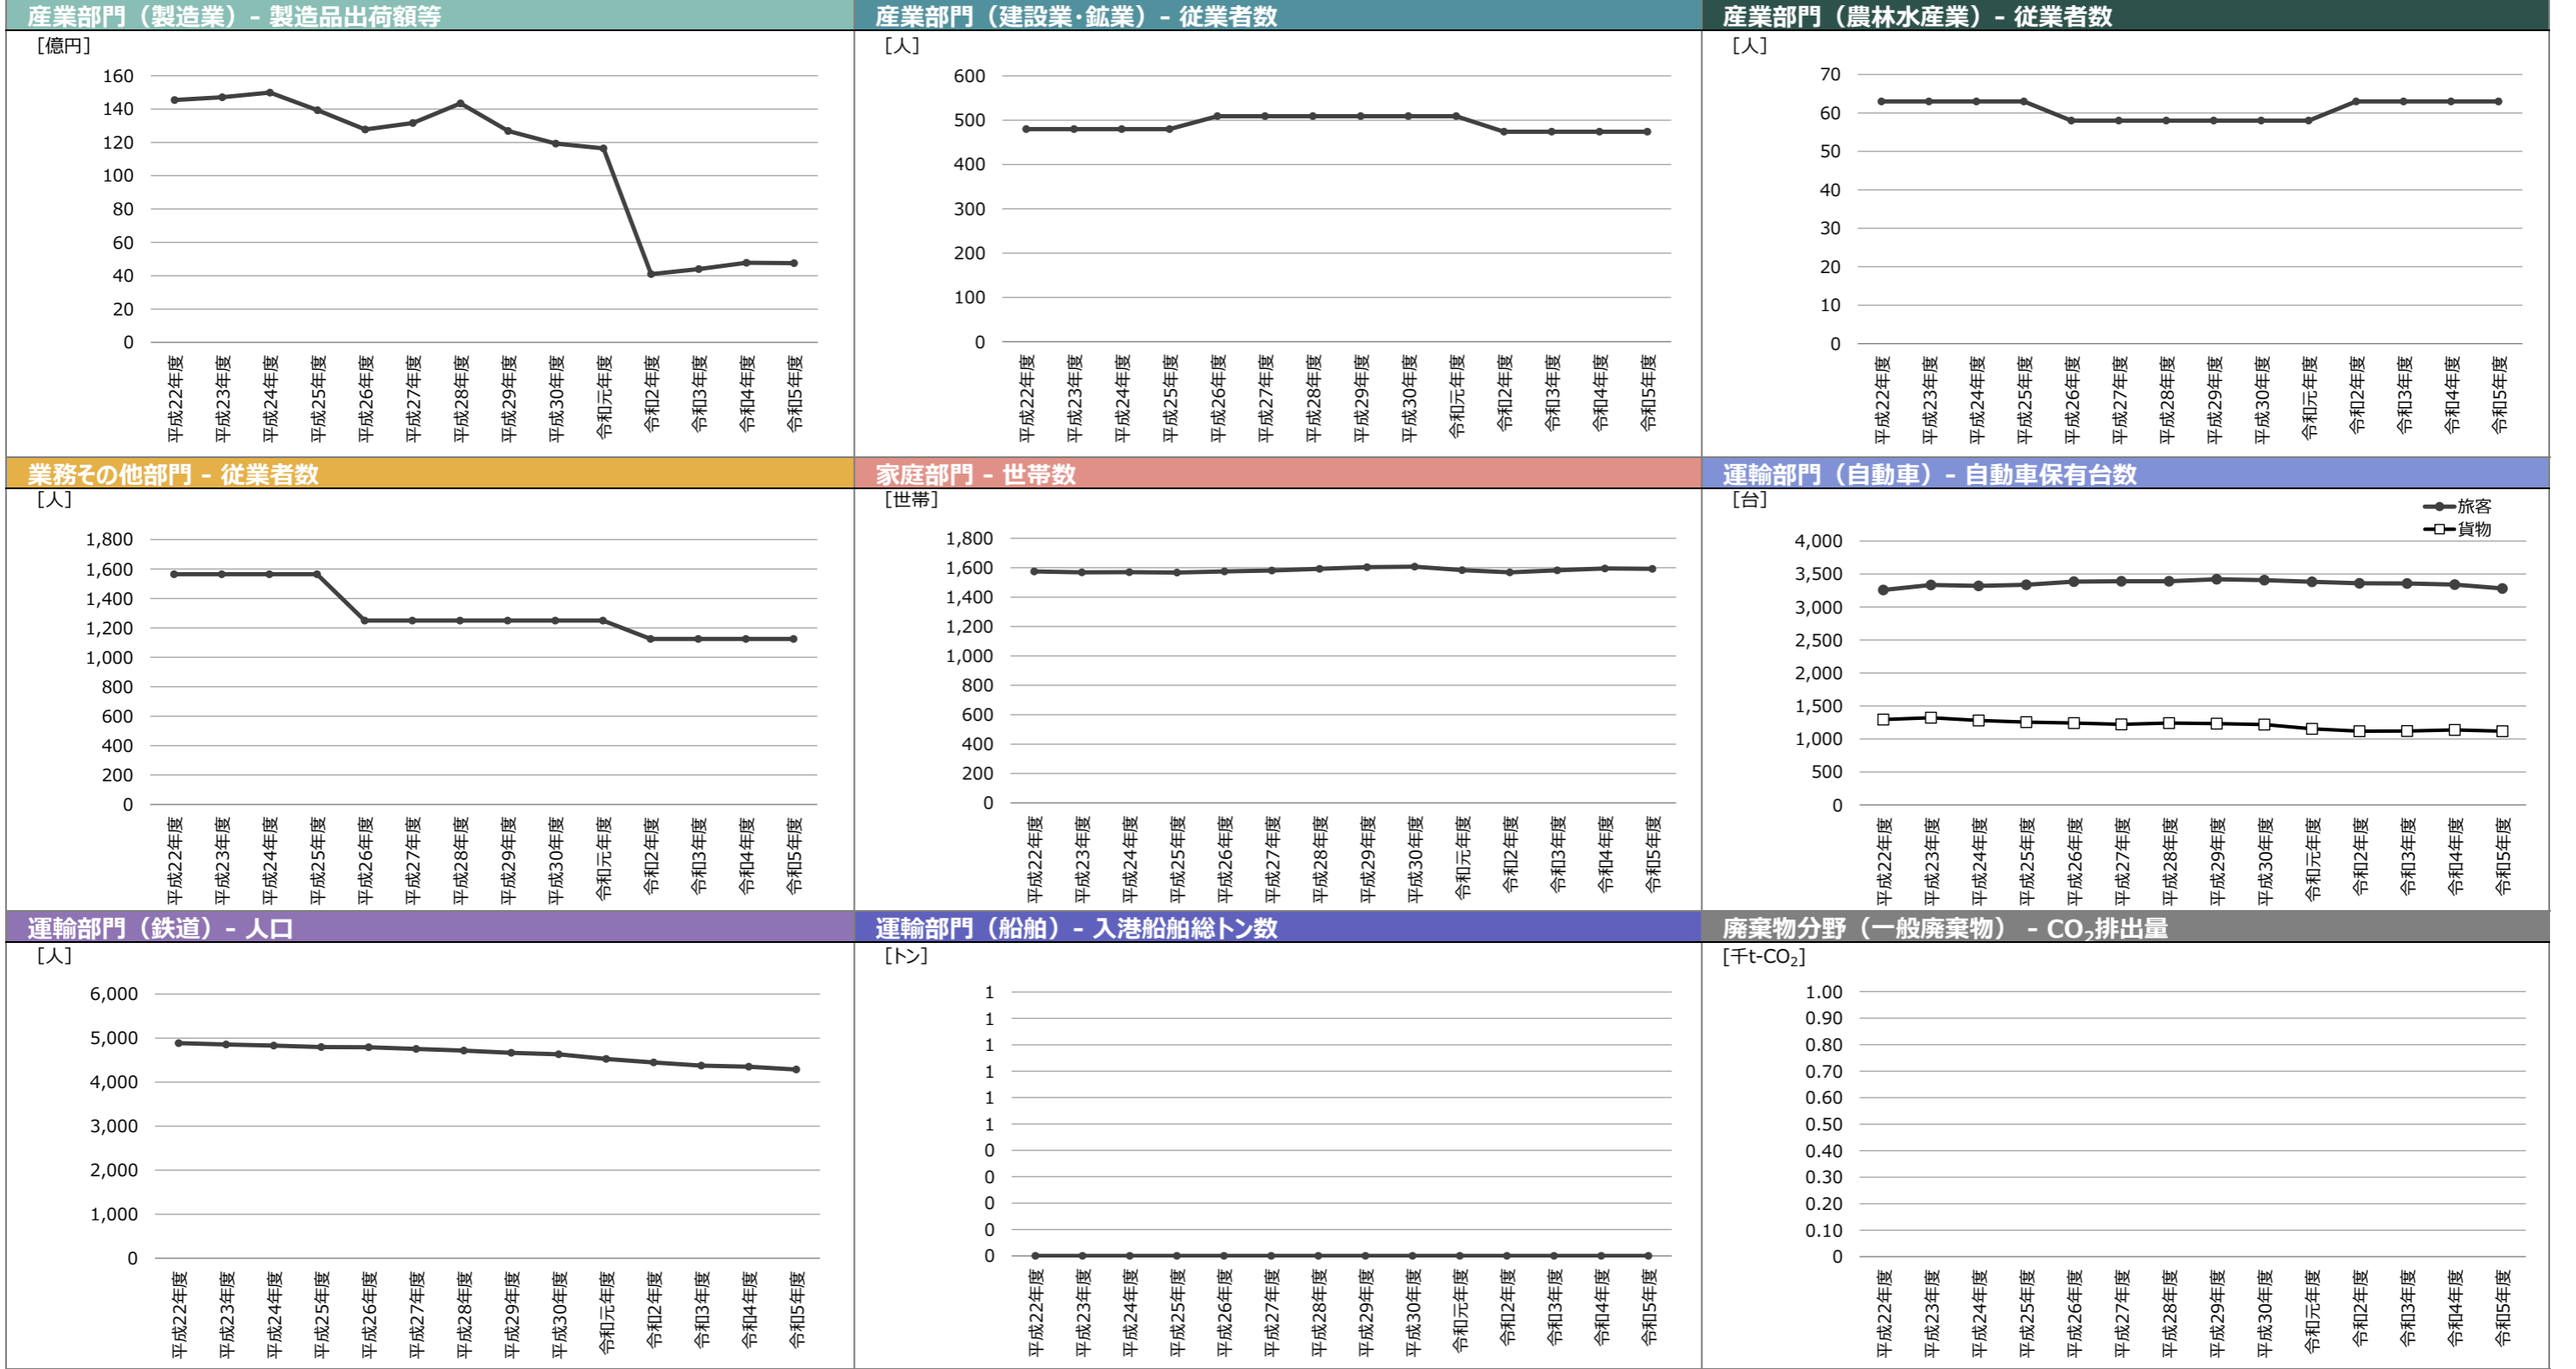 産業部門（製造業）- 製造品出荷額等
[億円]
160
140
120
100
80
60
40
20
0
平成22年度
平成23年度
平成24年度
平成25年度
平成26年度
平成27年度
平成28年度
平成29年度
平成30年度
令和元年度
令和2年度
令和3年度
令和4年度
令和5年度
産業部門（建設業・鉱業）- 従業者数
[人]
600
500
400
300
200
100
0
平成22年度
平成23年度
平成24年度
平成25年度
平成26年度
平成27年度
平成28年度
平成29年度
平成30年度
令和元年度
令和2年度
令和3年度
令和4年度
令和5年度
産業部門（農林水産業）- 従業者数
[人]
70
60
50
40
30
20
10
0
平成22年度
平成23年度
平成24年度
平成25年度
平成26年度
平成27年度
平成28年度
平成29年度
平成30年度
令和元年度
令和2年度
令和3年度
令和4年度
令和5年度
業務その他部門 - 従業者数
[人]
1,800
1,600
1,400
1,200
1,000
800
600
400
200
0
平成22年度
平成23年度
平成24年度
平成25年度
平成26年度
平成27年度
平成28年度
平成29年度
平成30年度
令和元年度
令和2年度
令和3年度
令和4年度
令和5年度
家庭部門 - 世帯数
[世帯]
1,800
1,600
1,400
1,200
1,000
800
600
400
200
0
平成22年度
平成23年度
平成24年度
平成25年度
平成26年度
平成27年度
平成28年度
平成29年度
平成30年度
令和元年度
令和2年度
令和3年度
令和4年度
令和5年度
運輸部門（自動車）- 自動車保有台数
[台]
旅客
貨物
4,000
3,500
3,000
2,500
2,000
1,500
1,000
500
0
平成22年度
平成23年度
平成24年度
平成25年度
平成26年度
平成27年度
平成28年度
平成29年度
平成30年度
令和元年度
令和2年度
令和3年度
令和4年度
令和5年度
運輸部門（鉄道）- 人口
[人]
6,000
5,000
4,000
3,000
2,000
1,000
0
平成22年度
平成23年度
平成24年度
平成25年度
平成26年度
平成27年度
平成28年度
平成29年度
平成30年度
令和元年度
令和2年度
令和3年度
令和4年度
令和5年度
運輸部門（船舶）- 入港船舶総トン数
[トン]
1
1
1
1
1
1
0
0
0
0
0
平成22年度
平成23年度
平成24年度
平成25年度
平成26年度
平成27年度
平成28年度
平成29年度
平成30年度
令和元年度
令和2年度
令和3年度
令和4年度
令和5年度
廃棄物分野（一般廃棄物） - CO₂排出量
[千t-CO₂]
1.00
0.90
0.80
0.70
0.60
0.50
0.40
0.30
0.20
0.10
0
平成22年度
平成23年度
平成24年度
平成25年度
平成26年度
平成27年度
平成28年度
平成29年度
平成30年度
令和元年度
令和2年度
令和3年度
令和4年度
令和5年度